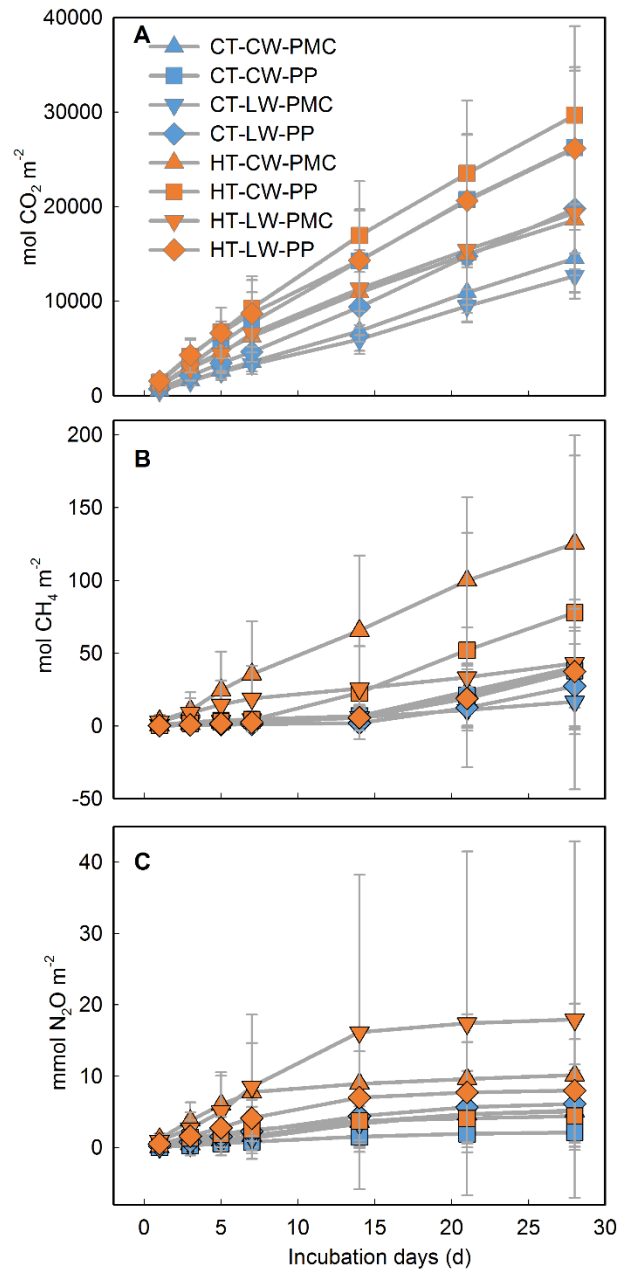 A
CT-CW-PMC
CT-CW-PP
CT-LW-PMC
CT-LW-PP
HT-CW-PMC
HT-CW-PP
HT-LW-PMC
HT-LW-PP
40000
30000
20000
10000
0
mol CO₂ m⁻²
B
200
150
100
50
0
-50
mol CH₄ m⁻²
C
40
30
20
10
0
mmol N₂O m⁻²
0 5 10 15 20 25 30
Incubation days (d)